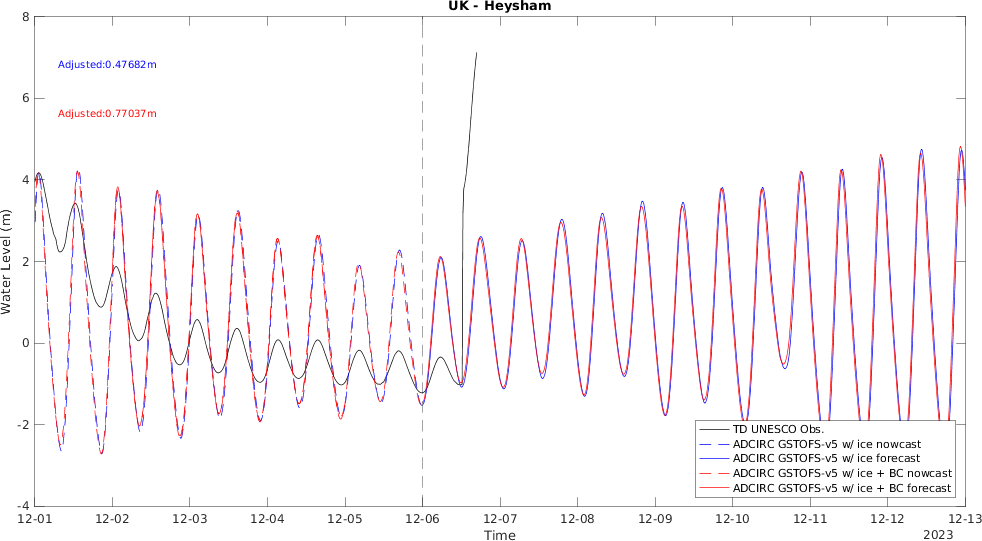 UK - Heysham
8
6
4
2
0
-2
-4
Water Level (m)
Adjusted:0.47682m
Adjusted:0.77037m
TD UNESCO Obs.
ADCIRC GSTOFS-v5 w/ ice nowcast
ADCIRC GSTOFS-v5 w/ ice forecast
ADCIRC GSTOFS-v5 w/ ice + BC nowcast
ADCIRC GSTOFS-v5 w/ ice + BC forecast
12-01 12-02 12-03 12-04 12-05 12-06 12-07 12-08 12-09 12-10 12-11 12-12 12-13
Time
2023